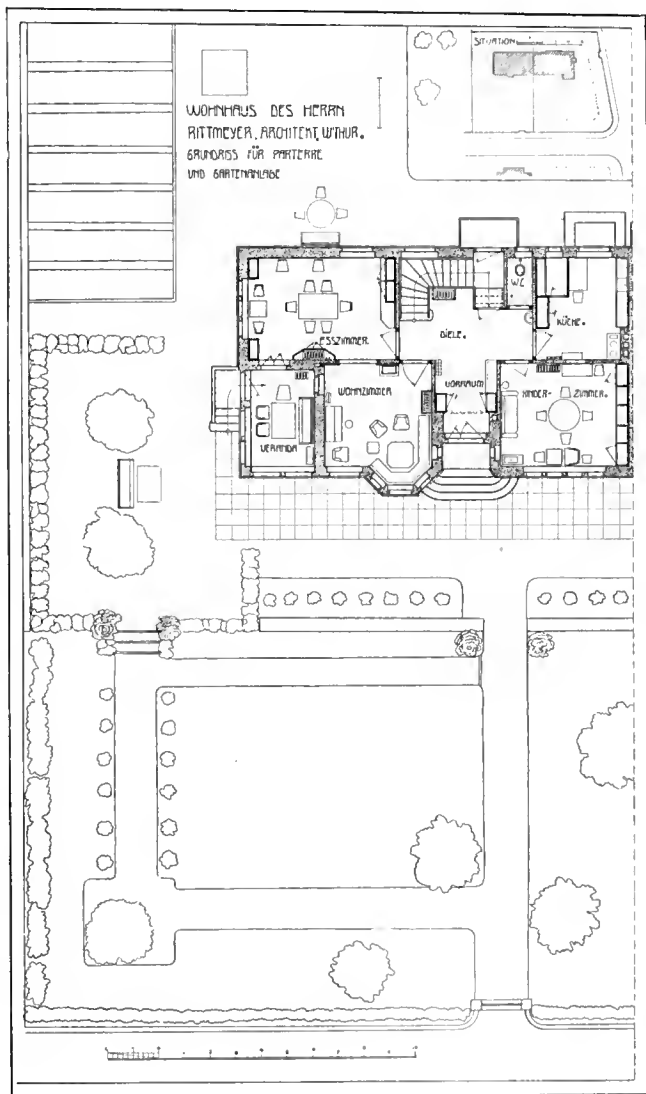 SITUATION
WOHNHAUS DES HERRN
RITTMEYER, ARCHITEKT, W'THUR.
GRUNDRISS FÜR PARTERRE
UND GARTENANLAGE
W.C.
KÜCHE.
ESSZIMMER
DIELE.
WOHNZIMMER
VORRAUM
KINDER- ZIMMER.
VERANDA